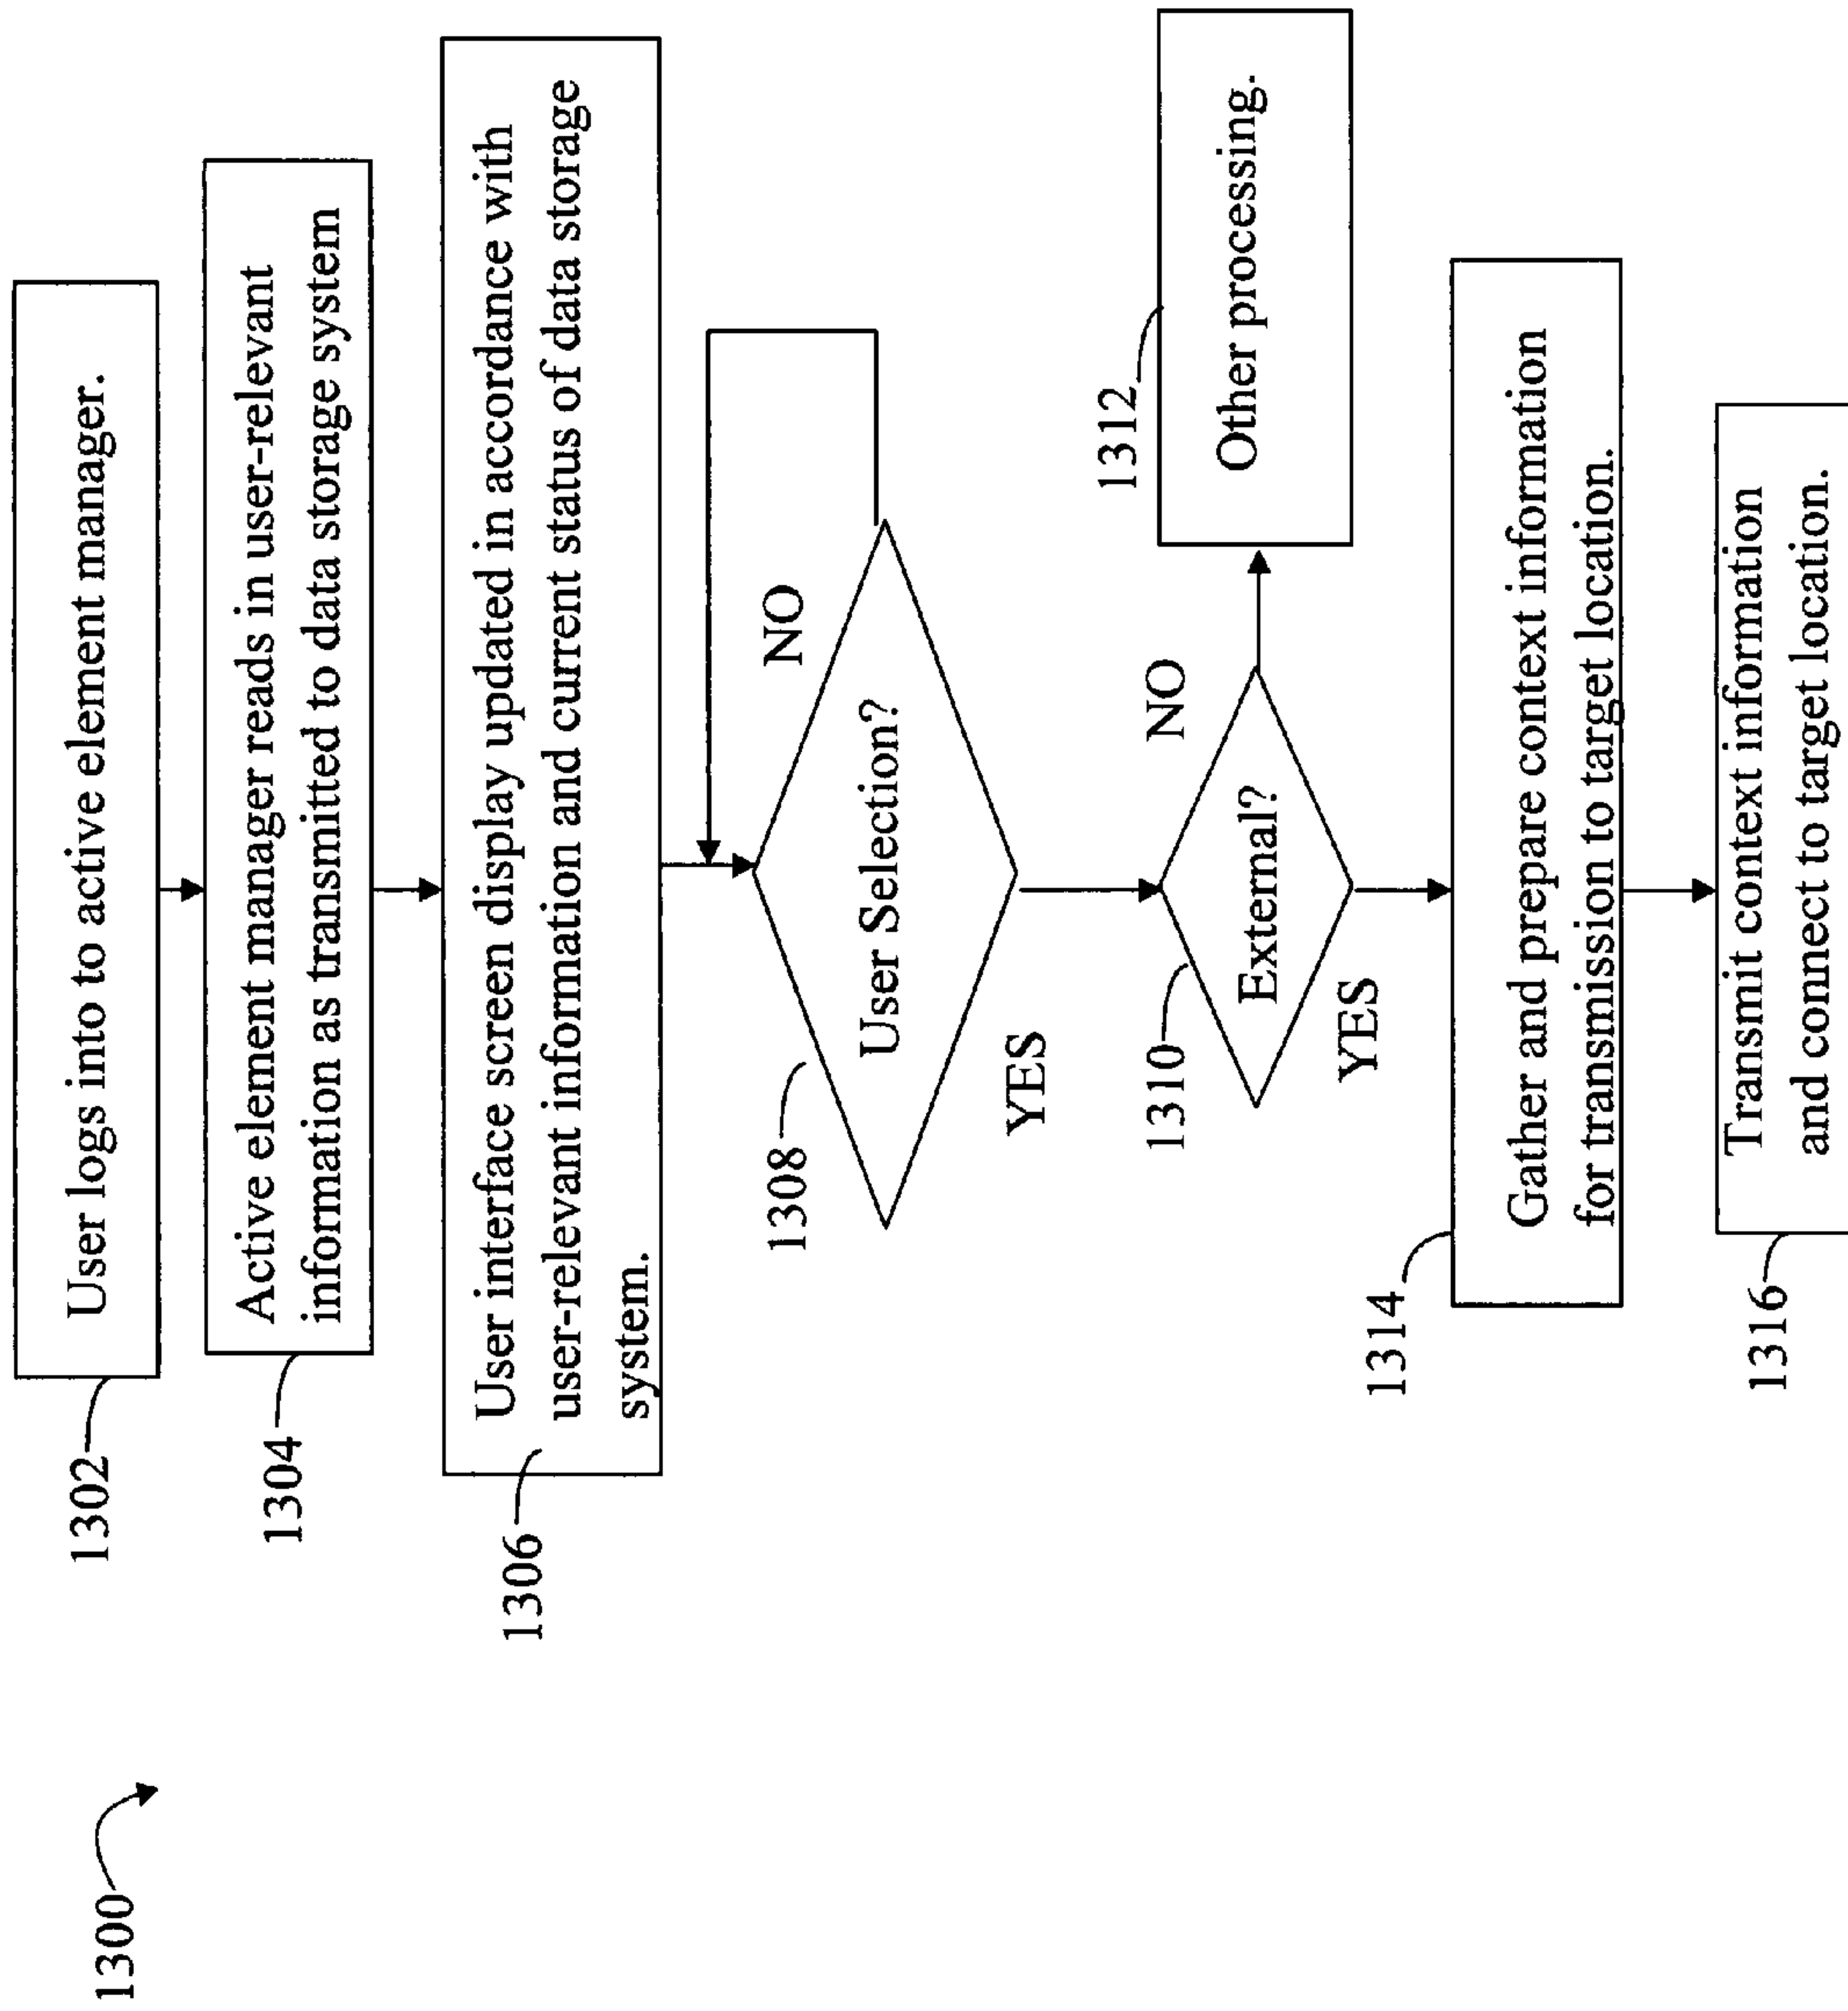 1300
1302
User logs into to active element manager.
1304
Active element manager reads in user-relevant
information as transmitted to data storage system
1306
User interface screen display updated in accordance with
user-relevant information and current status of data storage
system.
1308
User Selection?
NO
YES
1310
External?
NO
YES
1312
Other processing.
1314
Gather and prepare context information
for transmission to target location.
1316
Transmit context information
and connect to target location.